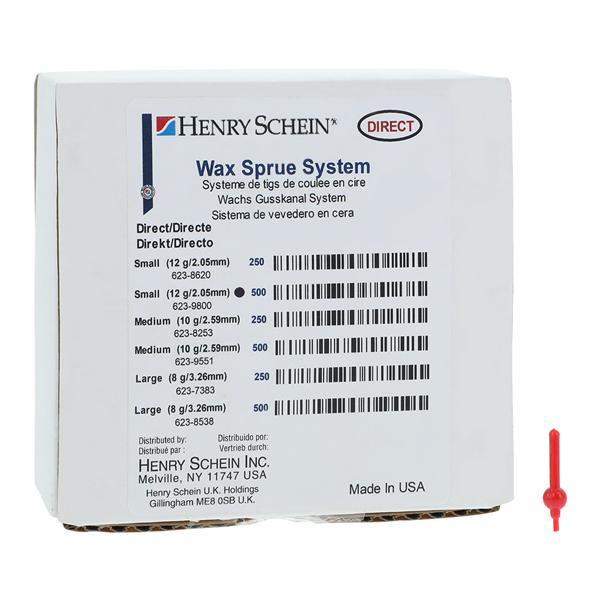 HENRY SCHEIN®
DIRECT
Wax Sprue System
Systeme de tigs de coulee en cire
Wachs Gusskanal System
Sistema de vevedero en cera
Direct/Directe
Direkt/Directo
Small (12 g/2.05mm) 250
623-8620
Small (12 g/2.05mm) ● 500
623-9800
Medium (10 g/2.59mm) 250
623-8253
Medium (10 g/2.59mm) 500
623-9551
Large (8 g/3.26mm) 250
623-7383
Large (8 g/3.26mm) 500
623-8538
Distributed by: Distribuido por:
Distribué par : Vertrieb durch:
HENRY SCHEIN INC.
Melville, NY 11747 USA
Henry Schein U.K. Holdings
Gillingham ME8 0SB U.K.
Made In USA